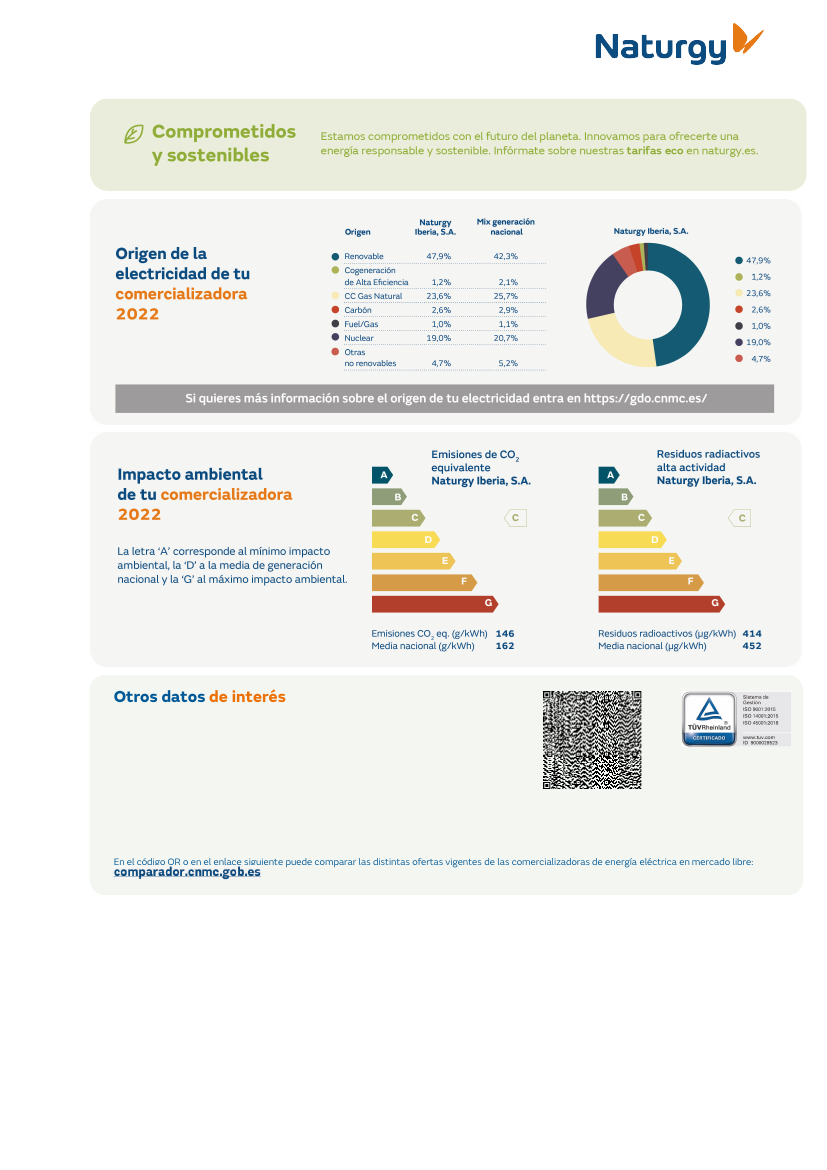 Naturgy
Comprometidos
y sostenibles
Estamos comprometidos con el futuro del planeta. Innovamos para ofrecerte una
energía responsable y sostenible. Infórmate sobre nuestras tarifas eco en naturgy.es.
Origen de la
electricidad de tu
comercializadora
2022
Origen
Naturgy
Iberia, S.A.
Mix generación
nacional
Renovable 47,9% 42,3%
Cogeneración
de Alta Eficiencia 1,2% 2,1%
CC Gas Natural 23,6% 25,7%
Carbón 2,6% 2,9%
Fuel/Gas 1,0% 1,1%
Nuclear 19,0% 20,7%
Otras
no renovables 4,7% 5,2%
Naturgy Iberia, S.A.
47,9%
1,2%
23,6%
2,6%
1,0%
19,0%
4,7%
Si quieres más información sobre el origen de tu electricidad entra en https://gdo.cnmc.es/
Impacto ambiental
de tu comercializadora
2022
La letra ‘A’ corresponde al mínimo impacto
ambiental, la ‘D’ a la media de generación
nacional y la ‘G’ al máximo impacto ambiental.
Emisiones de CO2
equivalente
Naturgy Iberia, S.A.
A
B
C
C
D
E
F
G
Emisiones CO2 eq. (g/kWh) 146
Media nacional (g/kWh) 162
Residuos radiactivos
alta actividad
Naturgy Iberia, S.A.
A
B
C
C
D
E
F
G
Residuos radioactivos (µg/kWh) 414
Media nacional (µg/kWh) 452
Otros datos de interés
TÜVRheinland
CERTIFICADO
Sistema de
Gestión
ISO 9001:2015
ISO 14001:2015
ISO 45001:2018
www.tuv.com
ID 9000028523
En el código QR o en el enlace siguiente puede comparar las distintas ofertas vigentes de las comercializadoras de energía eléctrica en mercado libre:
comparador.cnmc.gob.es